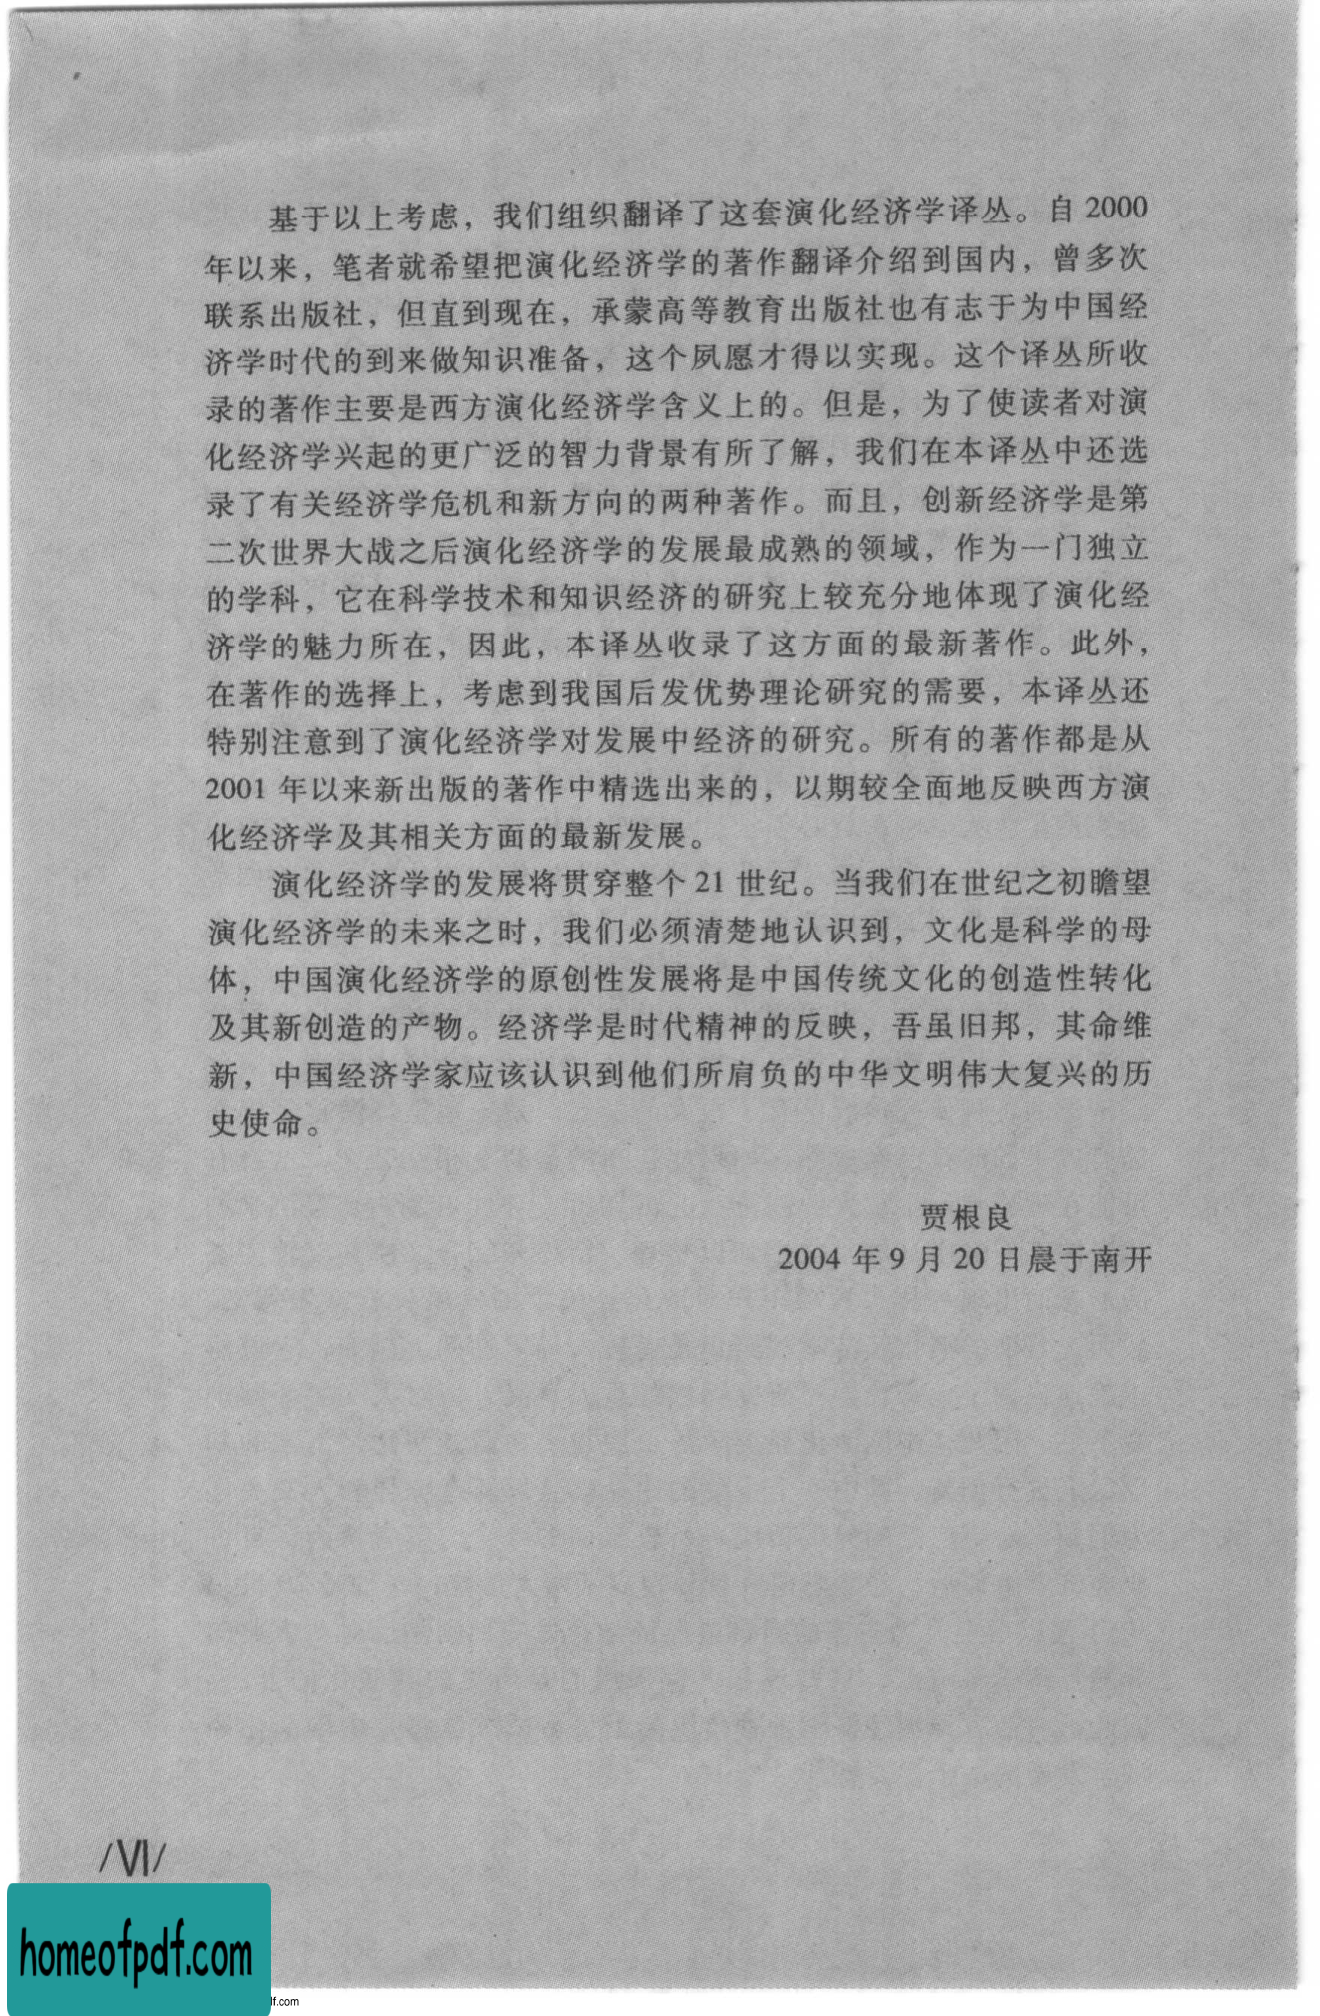 基于以上考虑，我们组织翻译了这套演化经济学译丛。自 2000
年以来，笔者就希望把演化经济学的著作翻译介绍到国内，曾多次
联系出版社，但直到现在，承蒙高等教育出版社也有志于为中国经
济学时代的到来做知识准备，这个夙愿才得以实现。这个译丛所收
录的著作主要是西方演化经济学含义上的。但是，为了使读者对演
化经济学兴起的更广泛的智力背景有所了解，我们在本译丛中还选
录了有关经济学危机和新方向的两种著作。而且，创新经济学是第
二次世界大战之后演化经济学的发展最成熟的领域，作为一门独立
的学科，它在科学技术和知识经济的研究上较充分地体现了演化经
济学的魅力所在，因此，本译丛收录了这方面的最新著作。此外，
在著作的选择上，考虑到我国后发优势理论研究的需要，本译丛还
特别注意到了演化经济学对发展中经济的研究。所有的著作都是从
2001 年以来新出版的著作中精选出来的，以期较全面地反映西方演
化经济学及其相关方面的最新发展。
演化经济学的发展将贯穿整个 21 世纪。当我们在世纪之初瞻望
演化经济学的未来之时，我们必须清楚地认识到，文化是科学的母
体，中国演化经济学的原创性发展将是中国传统文化的创造性转化
及其新创造的产物。经济学是时代精神的反映，吾虽旧邦，其命维
新，中国经济学家应该认识到他们所肩负的中华文明伟大复兴的历
史使命。
贾根良
2004 年 9 月 20 日晨于南开
/Ⅵ/
homeofpdf.com
lf.com